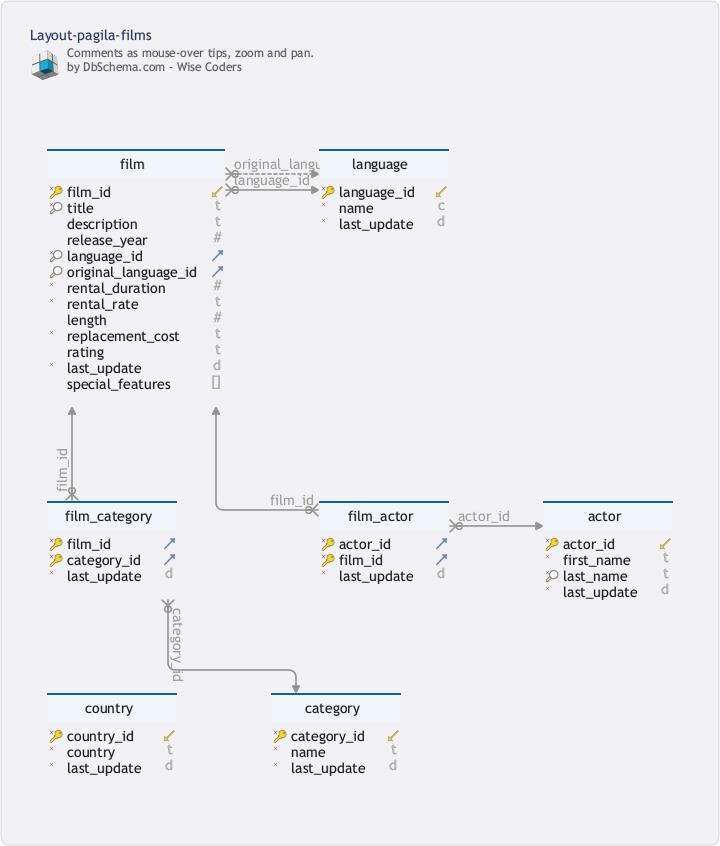 Layout-pagila-films
Comments as mouse-over tips, zoom and pan.
by DbSchema.com - Wise Coders
film
film_id
title t
description t
release_year #
language_id
original_language_id
rental_duration #
rental_rate t
length #
replacement_cost t
rating t
last_update d
special_features []
original_langu
language_id
language
language_id
name c
last_update d
film_id
film_id
film_category
film_id
category_id
last_update d
film_actor
actor_id
film_id
last_update d
actor_id
actor
actor_id
first_name t
last_name t
last_update d
category_id
country
country_id
country t
last_update d
category
category_id
name t
last_update d